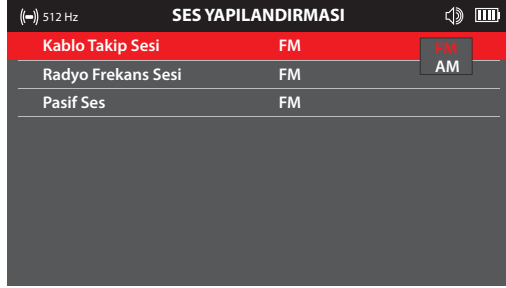 512 Hz SES YAPILANDIRMASI
Kablo Takip Sesi FM FM
AM
Radyo Frekans Sesi FM
Pasif Ses FM